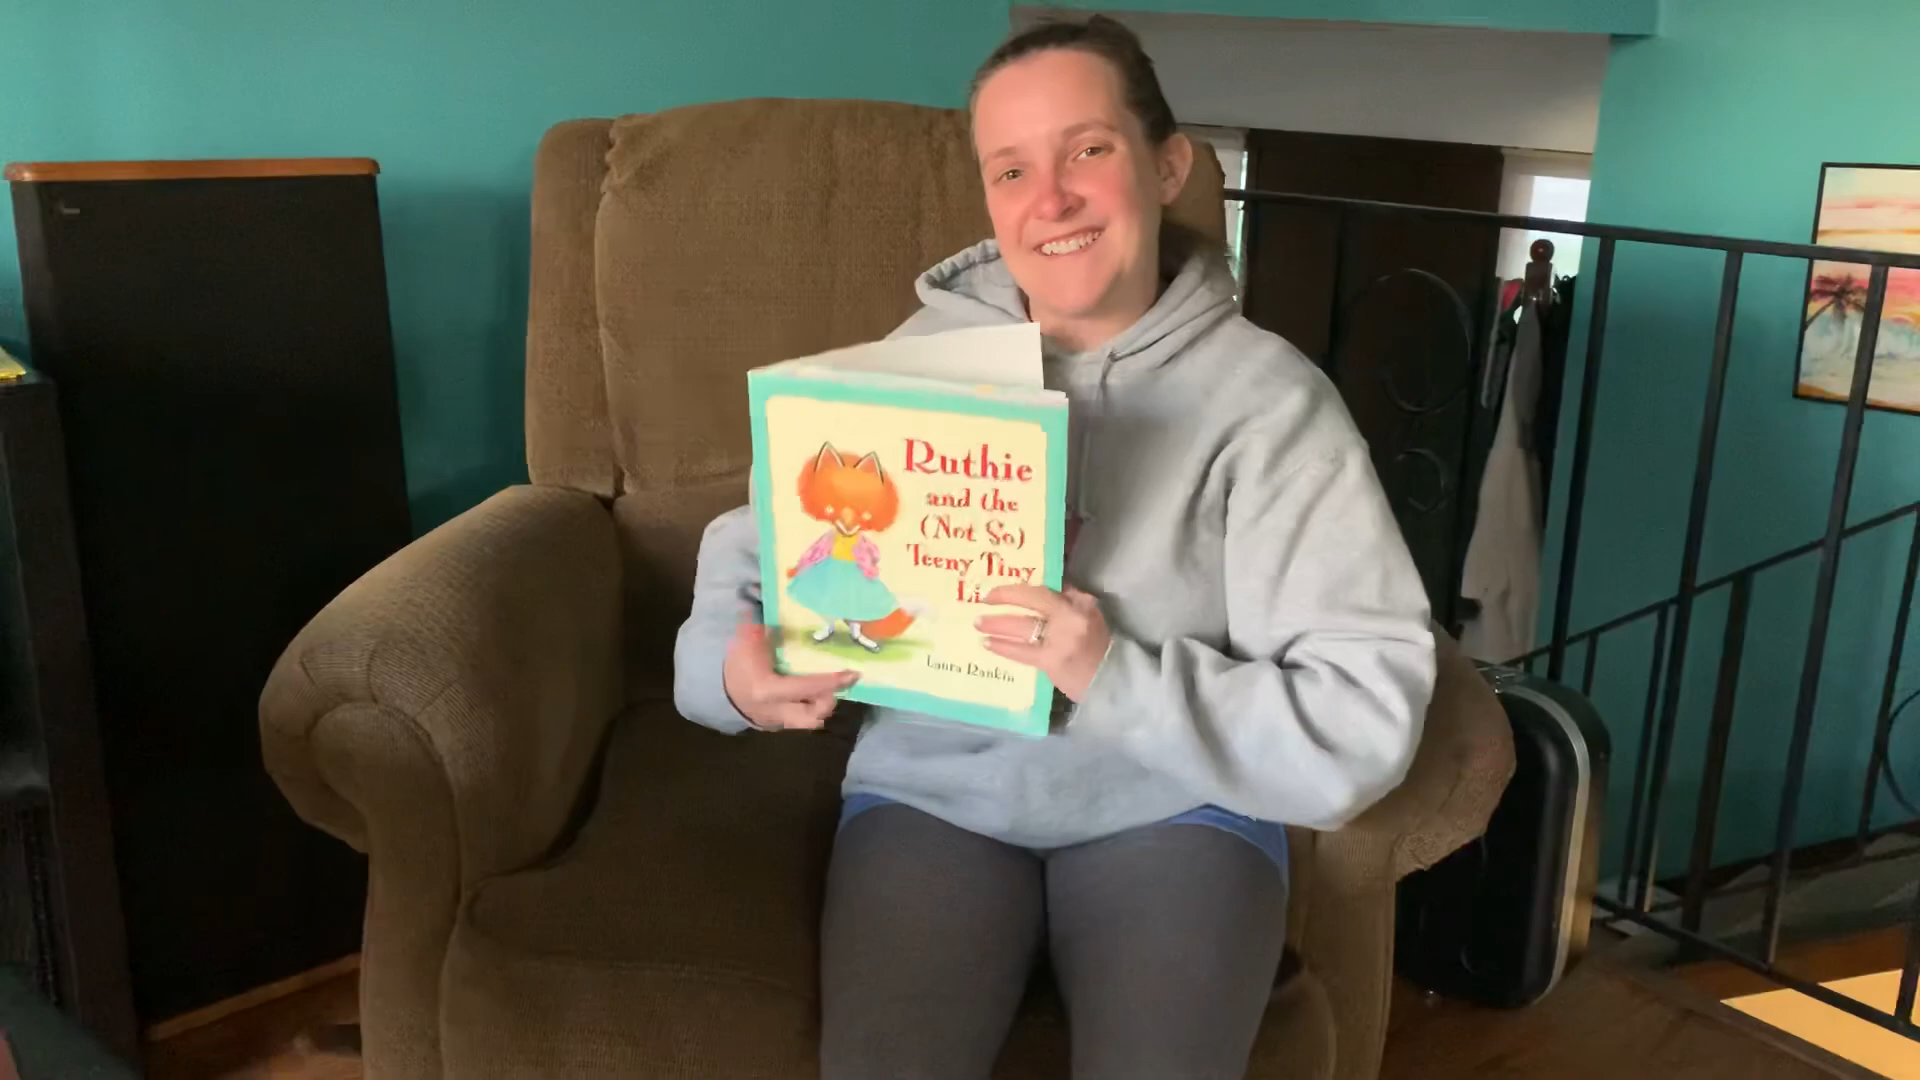 Ruthie
and the
(Not So)
Teeny Tiny
Laura Rankin